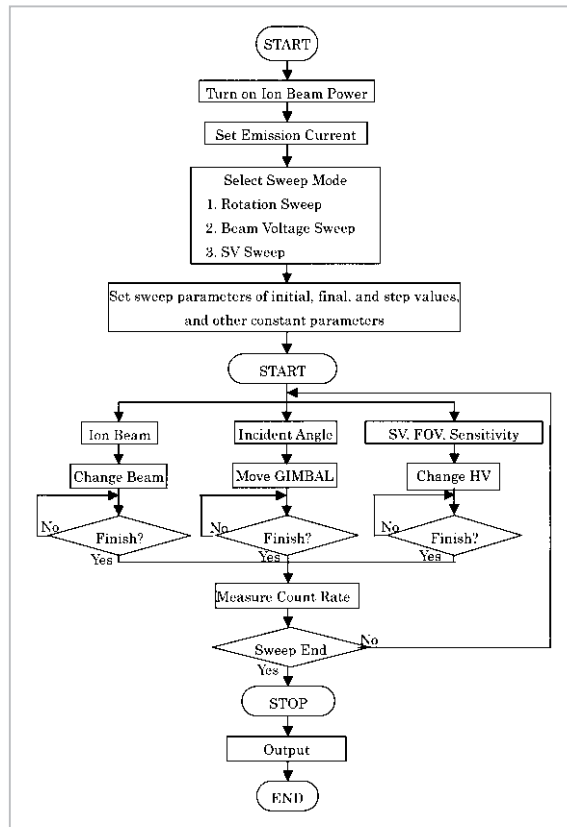 START
Turn on Ion Beam Power
Set Emission Current
Select Sweep Mode
1. Rotation Sweep
2. Beam Voltage Sweep
3. SV Sweep
Set sweep parameters of initial, final, and step values,
and other constant parameters
START
Ion Beam
Incident Angle
SV, FOV, Sensitivity
Change Beam
Move GIMBAL
Change HV
No
Finish?
Yes
No
Finish?
Yes
No
Finish?
Yes
Measure Count Rate
Sweep End
No
Yes
STOP
Output
END